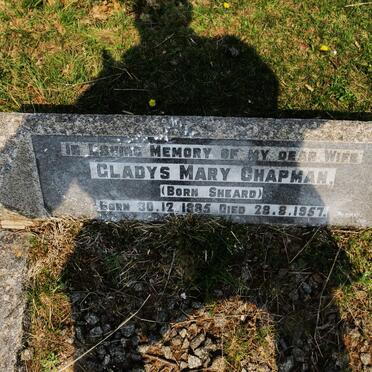 IN LOVING MEMORY OF MY DEAR WIFE
GLADYS MARY CHAPMAN,
(BORN SHEARD)
BORN 30.12.1895 DIED 28.8.1957.